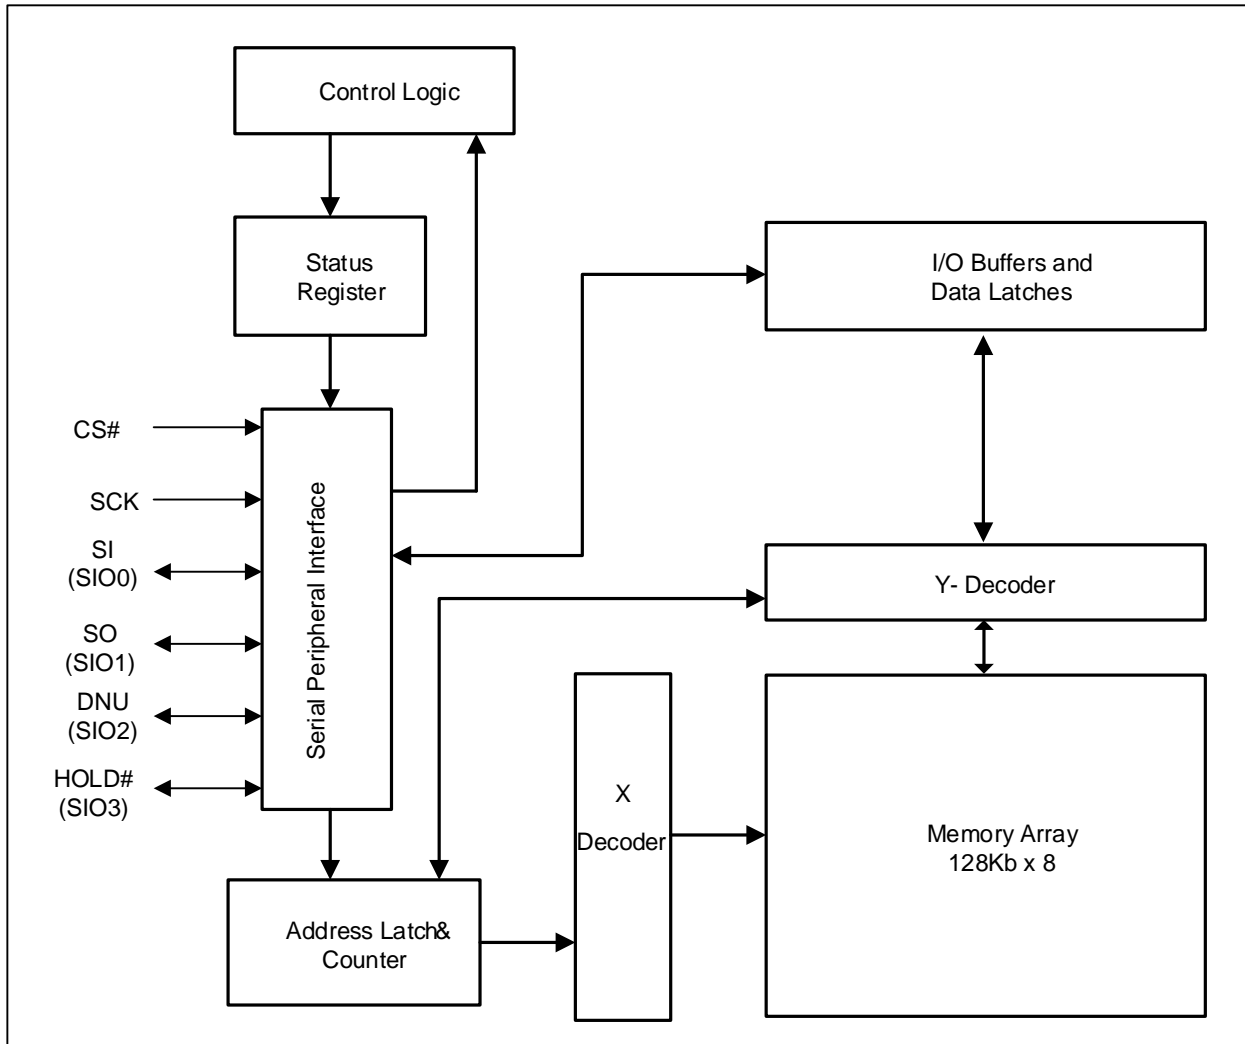 Control Logic
Status
Register
I/O Buffers and
Data Latches
CS#
SCK
SI
(SIO0)
SO
(SIO1)
DNU
(SIO2)
HOLD#
(SIO3)
Serial Peripheral Interface
Y- Decoder
X
Decoder
Memory Array
128Kb x 8
Address Latch&
Counter